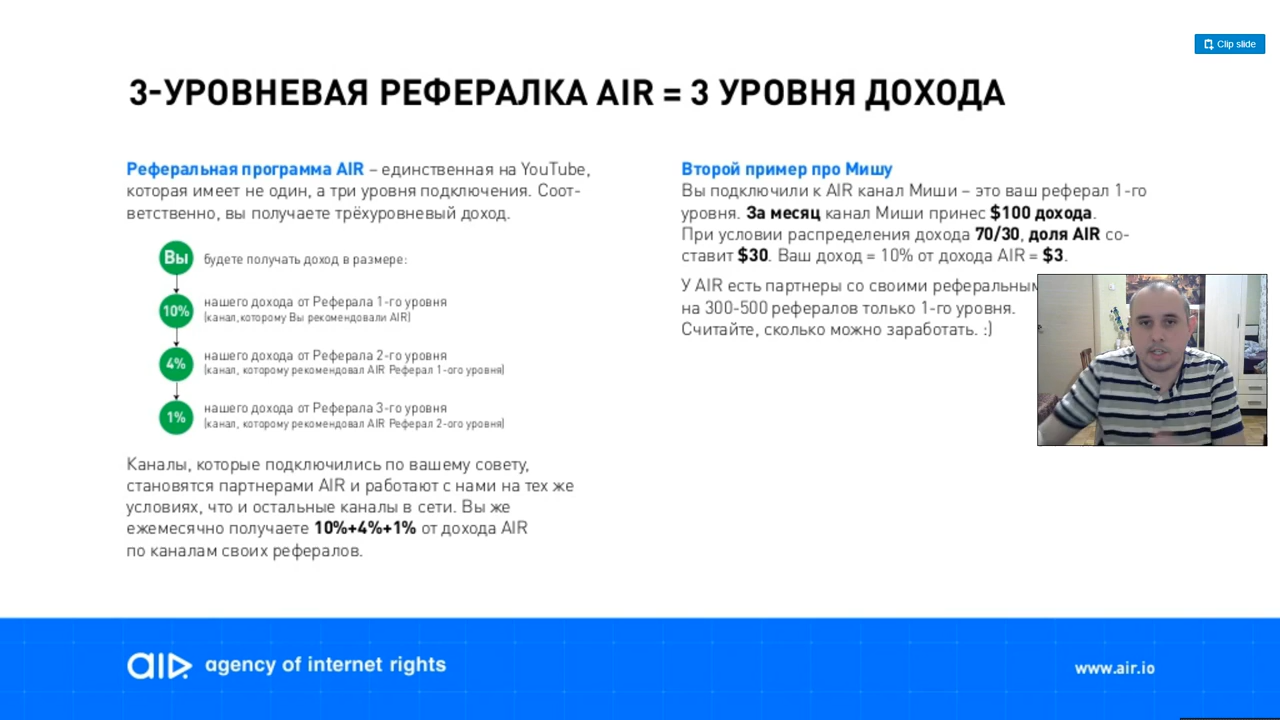 Clip slide
3-УРОВНЕВАЯ РЕФЕРАЛКА AIR = 3 УРОВНЯ ДОХОДА
Реферальная программа AIR – единственная на YouTube,
которая имеет не один, а три уровня подключения. Соот-
ветственно, вы получаете трёхуровневый доход.
Вы будете получать доход в размере:
10% нашего дохода от Реферала 1-го уровня
(канал,которому Вы рекомендовали AIR)
4% нашего дохода от Реферала 2-го уровня
(канал, которому рекомендовал AIR Реферал 1-ого уровня)
1% нашего дохода от Реферала 3-го уровня
(канал, которому рекомендовал AIR Реферал 2-ого уровня)
Каналы, которые подключились по вашему совету,
становятся партнерами AIR и работают с нами на тех же
условиях, что и остальные каналы в сети. Вы же
ежемесячно получаете 10%+4%+1% от дохода AIR
по каналам своих рефералов.
Второй пример про Мишу
Вы подключили к AIR канал Миши – это ваш реферал 1-го
уровня. За месяц канал Миши принес $100 дохода.
При условии распределения дохода 70/30, доля AIR со-
ставит $30. Ваш доход = 10% от дохода AIR = $3.
У AIR есть партнеры со своими реферальным
на 300-500 рефералов только 1-го уровня.
Считайте, сколько можно заработать. :)
air agency of internet rights
www.air.io